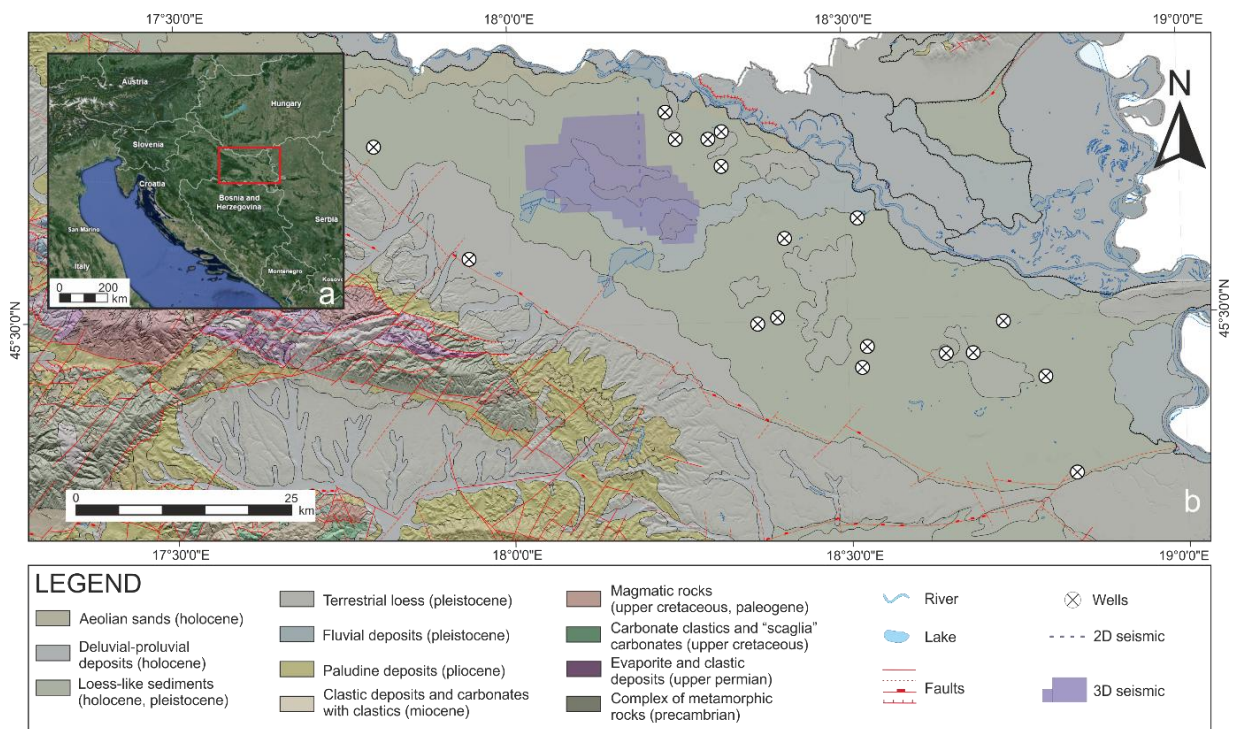 17°30'0"E
18°0'0"E
18°30'0"E
19°0'0"E
Austria
Hungary
Slovenia
Croatia
Bosnia and
Herzegovina
Serbia
San Marino
Italy
Montenegro
Kosovo
0 200
km
a
N
45°30'0"N
45°30'0"N
0 25
km
b
17°30'0"E
18°0'0"E
18°30'0"E
19°0'0"E
LEGEND
Aeolian sands (holocene)
Deluvial-proluvial
deposits (holocene)
Loess-like sediments
(holocene, pleistocene)
Terrestrial loess (pleistocene)
Fluvial deposits (pleistocene)
Paludine deposits (pliocene)
Clastic deposits and carbonates
with clastics (miocene)
Magmatic rocks
(upper cretaceous, paleogene)
Carbonate clastics and "scaglia"
carbonates (upper cretaceous)
Evaporite and clastic
deposits (upper permian)
Complex of metamorphic
rocks (precambrian)
River
Lake
Faults
Wells
2D seismic
3D seismic